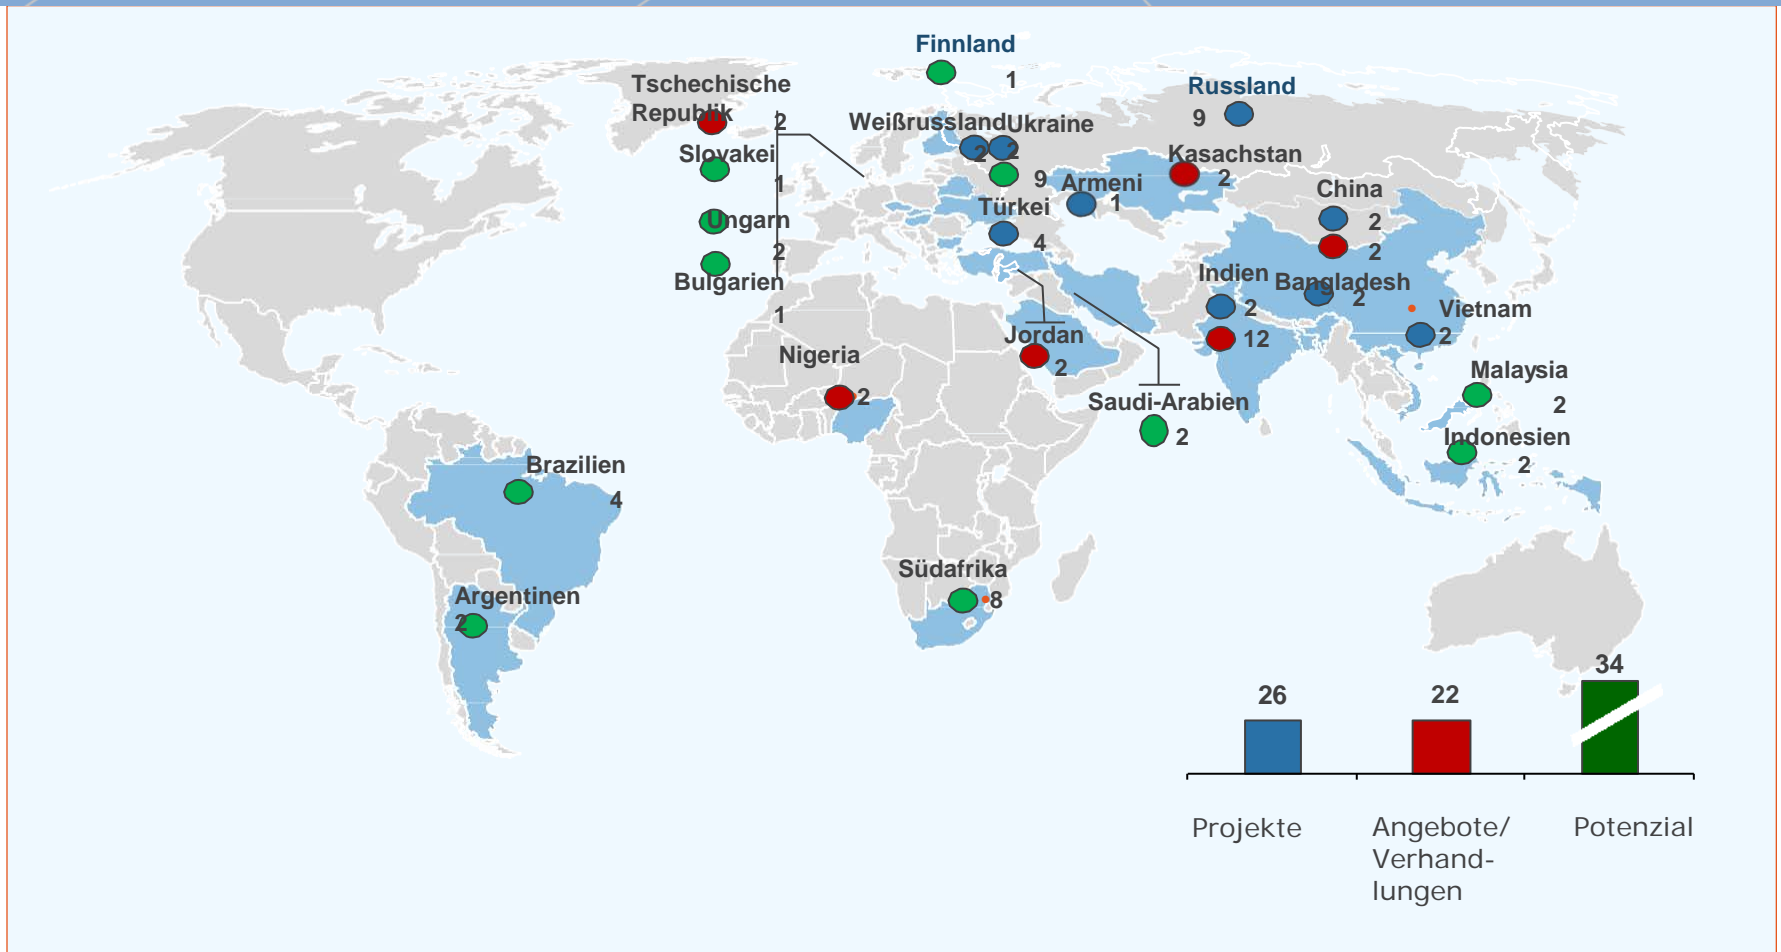 Finnland
1
Tschechische
Republik
2
Slovakei
1
Ungarn
2
Bulgarien
1
Weißrussland
2
Ukraine
2
9
Russland
9
Kasachstan
2
Armeni
1
Türkei
4
China
2
2
Indien
2
12
Bangladesh
2
Vietnam
2
Jordan
2
Nigeria
2
Saudi-Arabien
2
Malaysia
2
Indonesien
2
Brazilien
4
Argentinen
2
Südafrika
8
26
22
34
Projekte
Angebote/
Verhand-
lungen
Potenzial